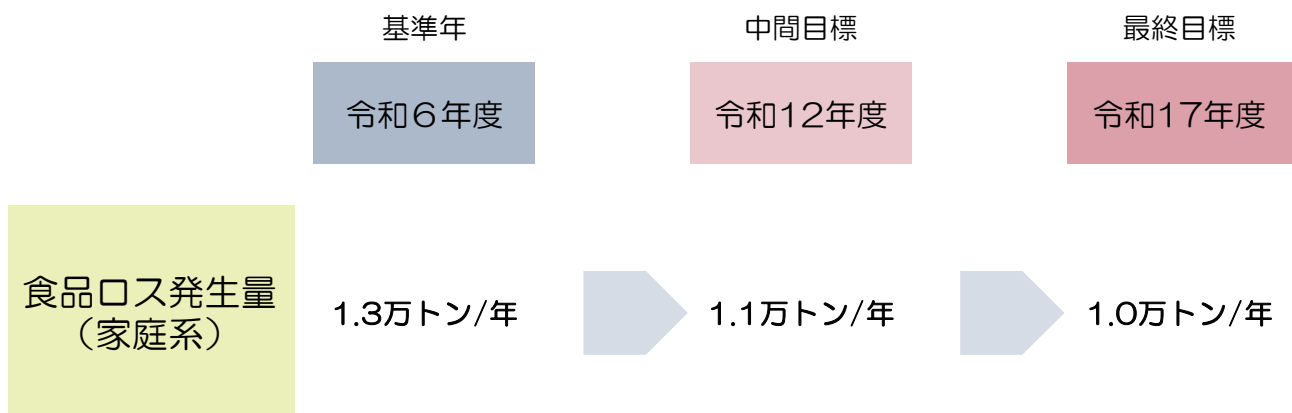 基準年
中間目標
最終目標
令和６年度
令和12年度
令和17年度
食品ロス発生量
（家庭系）
1.3万トン/年
1.1万トン/年
1.0万トン/年